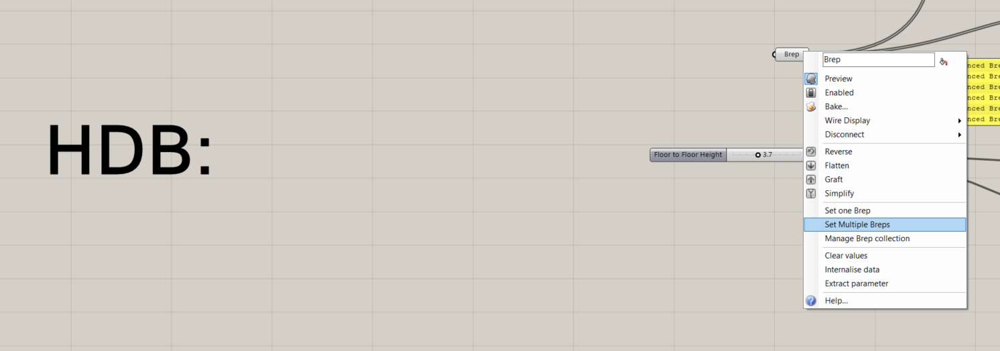 Brep
Brep
Preview
nced Bre
nced Bre
Enabled
nced Bre
Bake...
nced Bre
nced Bre
Wire Display
nced Bre
Disconnect
HDB:
Floor to Floor Height
3.7
Reverse
Flatten
Graft
Simplify
Set one Brep
Set Multiple Breps
Manage Brep collection
Clear values
Internalise data
Extract parameter
Help...